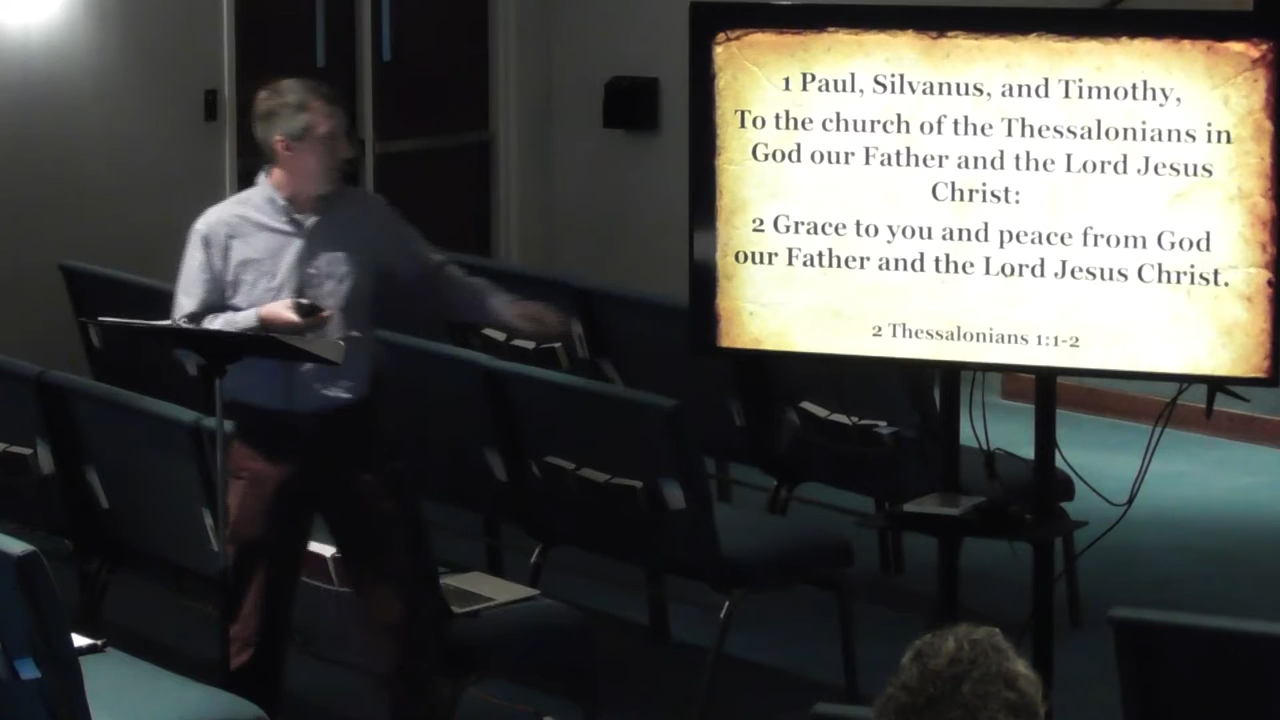 1 Paul, Silvanus, and Timothy,
To the church of the Thessalonians in
God our Father and the Lord Jesus
Christ:
2 Grace to you and peace from God
our Father and the Lord Jesus Christ.
2 Thessalonians 1:1-2